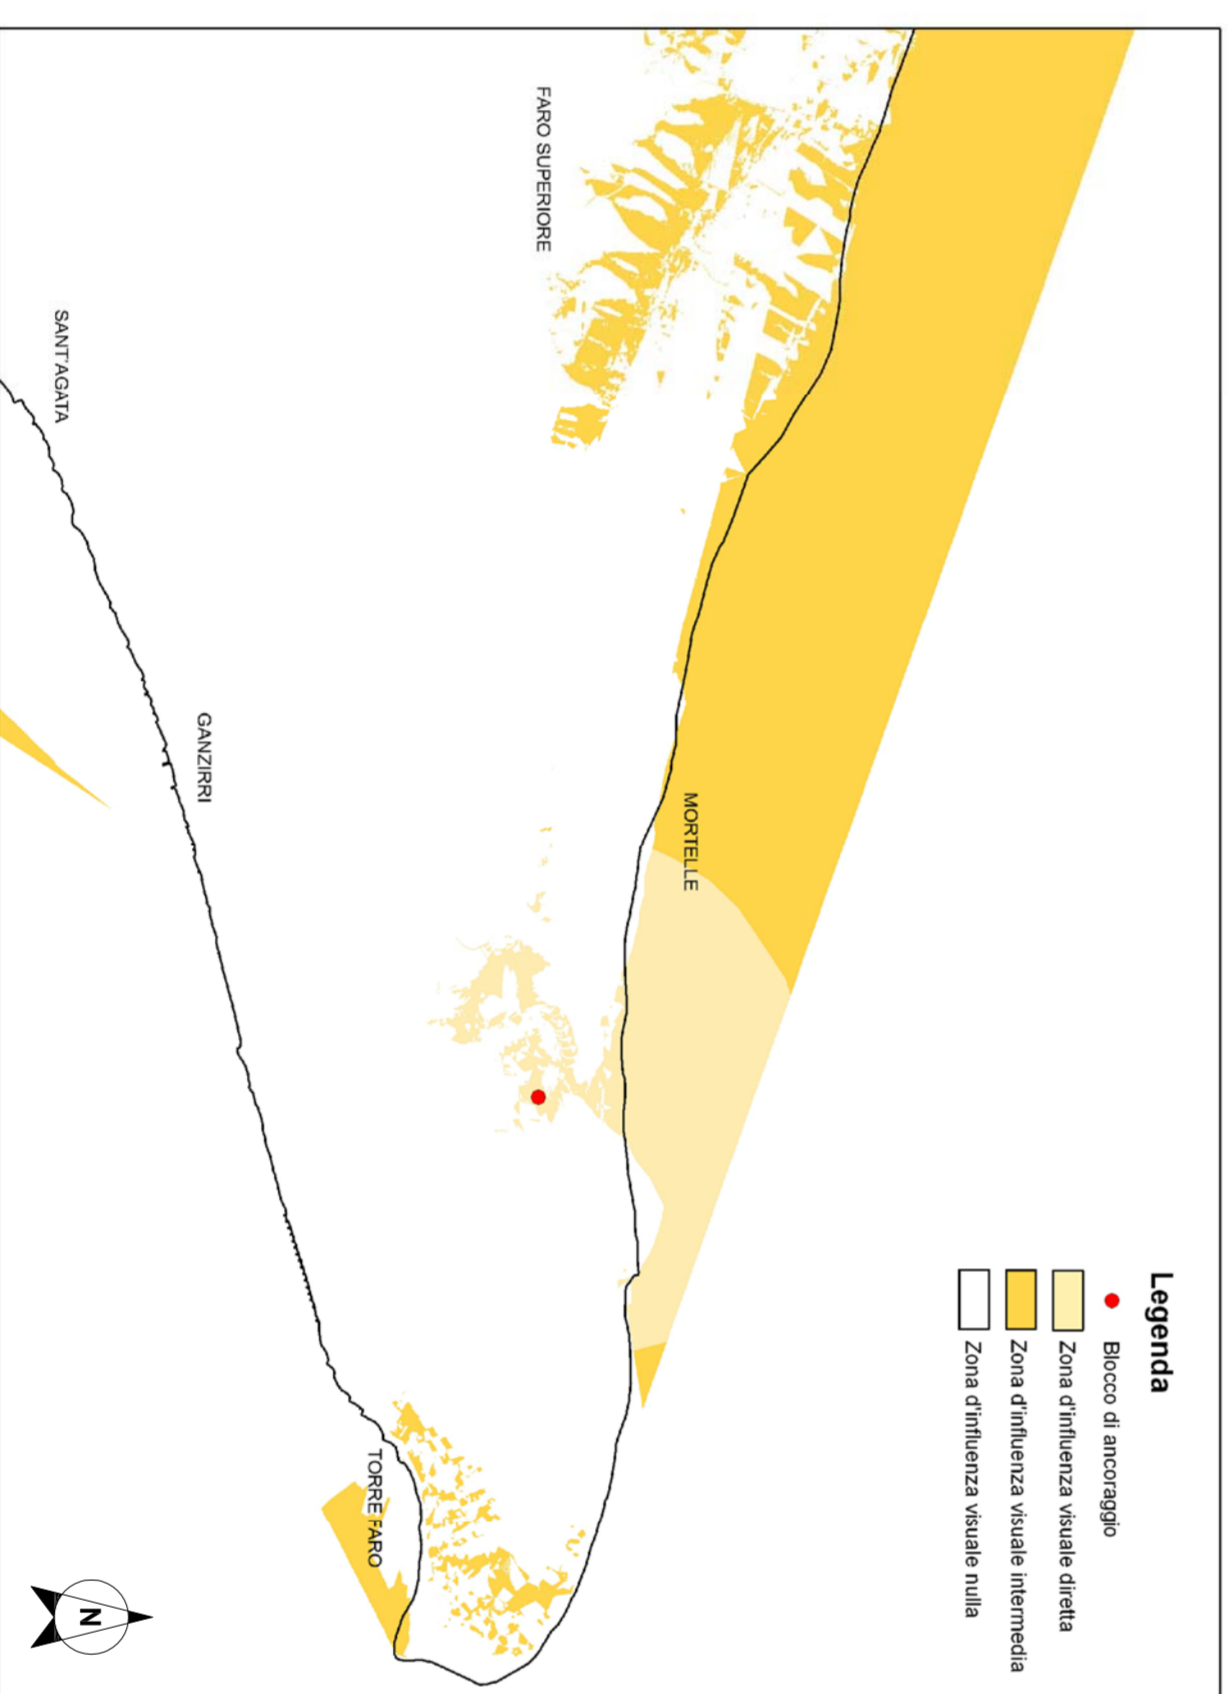 FARO SUPERIORE
SANT'AGATA
GANZIRRI
MORTELLE
TORRE FARO
Legenda
Blocco di ancoraggio
Zona d'influenza visuale diretta
Zona d'influenza visuale intermedia
Zona d'influenza visuale nulla
N